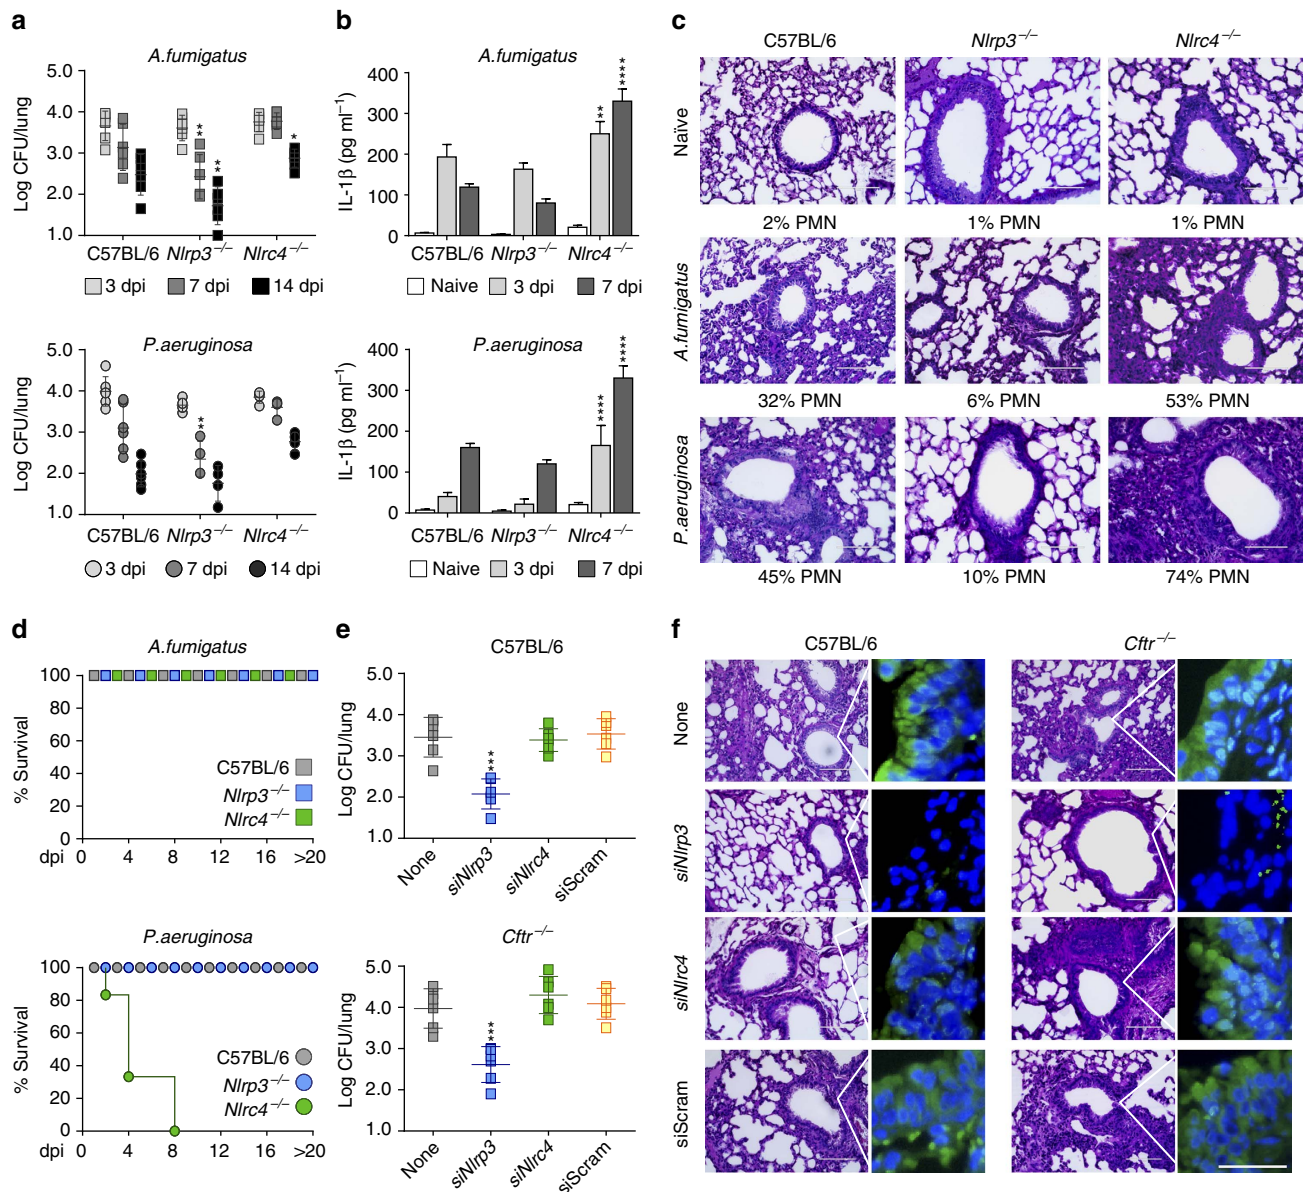 a
A.fumigatus
Log CFU/lung
5.0
4.0
3.0
2.0
1.0
**
**
*
C57BL/6 Nlrp3–/– Nlrc4–/–
3 dpi 7 dpi 14 dpi
P.aeruginosa
Log CFU/lung
5.0
4.0
3.0
2.0
1.0
**
C57BL/6 Nlrp3–/– Nlrc4–/–
3 dpi 7 dpi 14 dpi
b
A.fumigatus
IL-1β (pg ml–1)
400
300
200
100
0
**
****
C57BL/6 Nlrp3–/– Nlrc4–/–
Naive 3 dpi 7 dpi
P.aeruginosa
IL-1β (pg ml–1)
400
300
200
100
0
****
****
C57BL/6 Nlrp3–/– Nlrc4–/–
Naive 3 dpi 7 dpi
c
C57BL/6 Nlrp3–/– Nlrc4–/–
Naïve
2% PMN 1% PMN 1% PMN
A.fumigatus
32% PMN 6% PMN 53% PMN
P.aeruginosa
45% PMN 10% PMN 74% PMN
d
A.fumigatus
% Survival
100
80
60
40
20
0
C57BL/6
Nlrp3–/–
Nlrc4–/–
dpi 0 4 8 12 16 >20
P.aeruginosa
% Survival
100
80
60
40
20
0
C57BL/6
Nlrp3–/–
Nlrc4–/–
dpi 0 4 8 12 16 >20
e
C57BL/6
Log CFU/lung
5.0
4.0
3.0
2.0
1.0
***
None siNlrp3 siNlrc4 siScram
Cftr–/–
Log CFU/lung
5.0
4.0
3.0
2.0
1.0
***
None siNlrp3 siNlrc4 siScram
f
C57BL/6 Cftr–/–
None
siNlrp3
siNlrc4
siScram